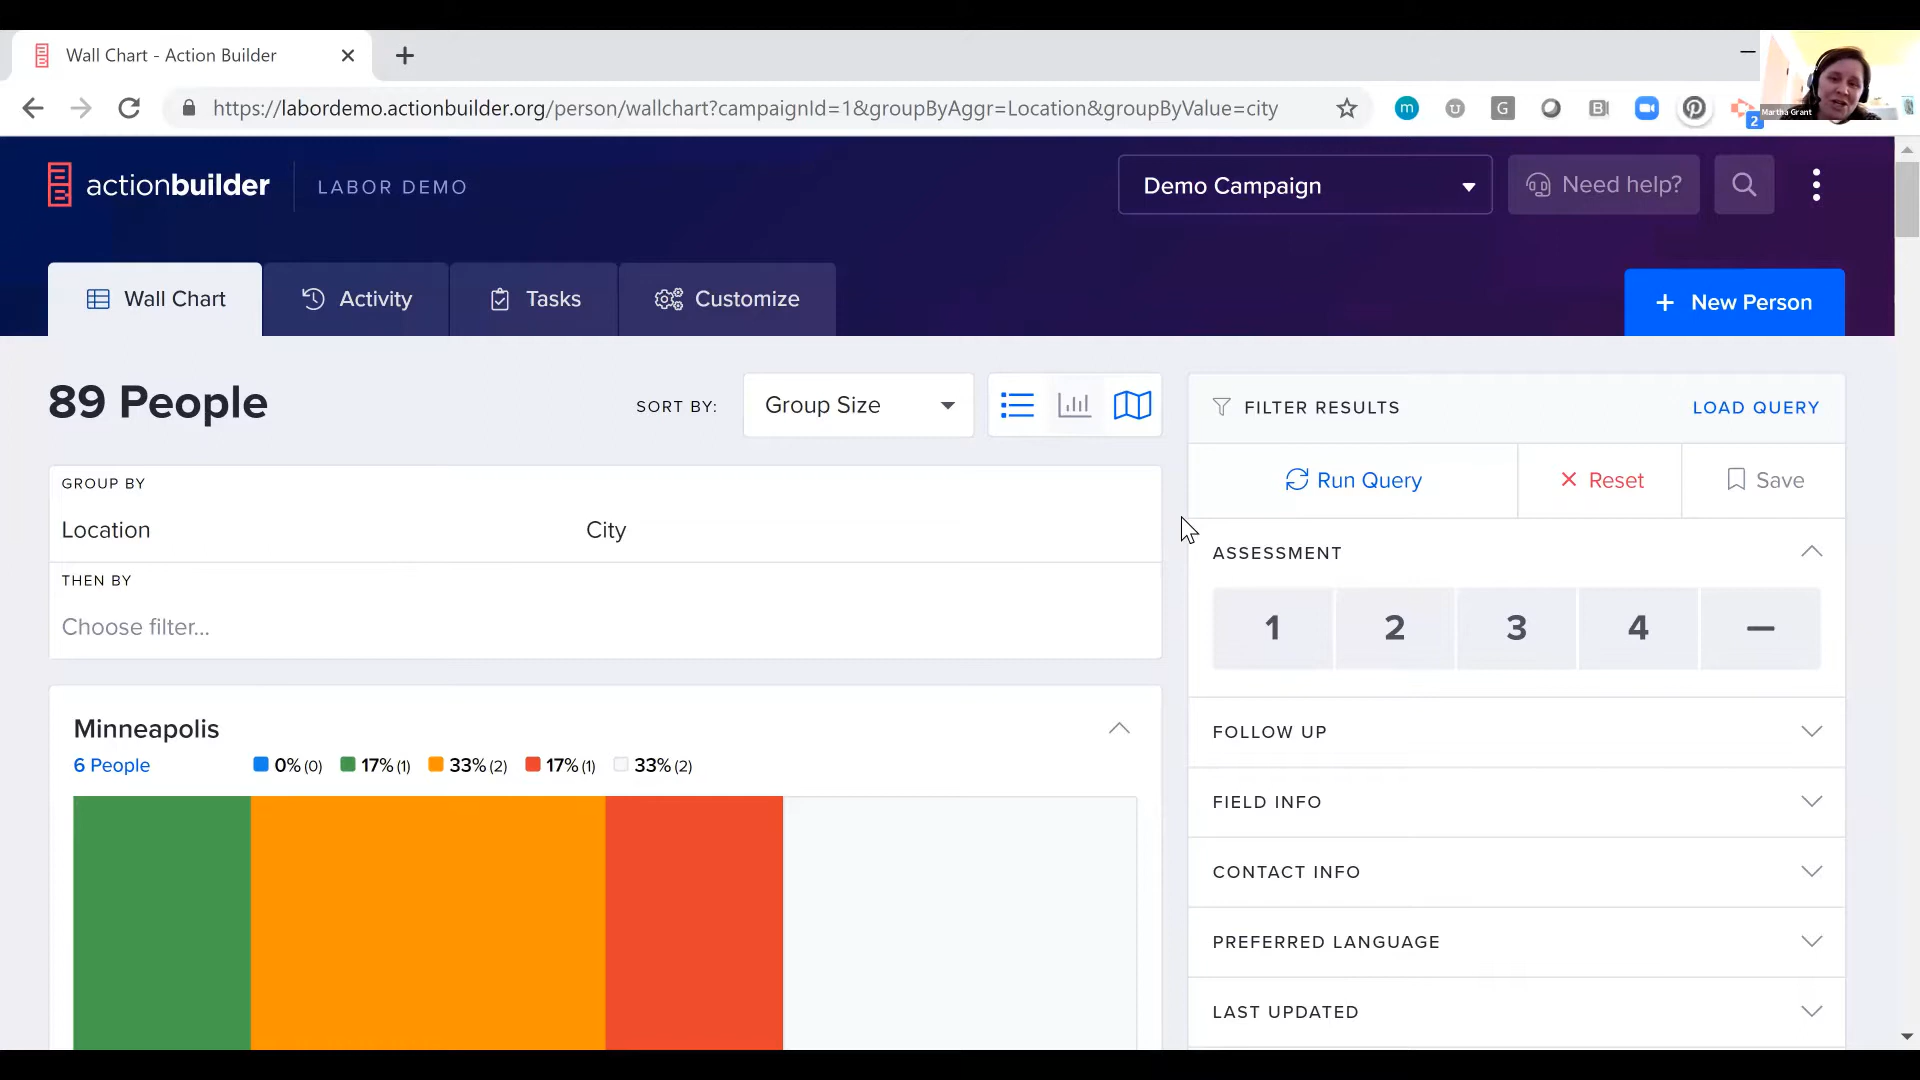 Wall Chart - Action Builder
https://labordemo.actionbuilder.org/person/wallchart?campaignId=1&groupByAggr=Location&groupByValue=city
m
G
B
2
Martha Grant
actionbuilder
LABOR DEMO
Demo Campaign
Need help?
Wall Chart
Activity
Tasks
Customize
+ New Person
89 People
SORT BY:
Group Size
FILTER RESULTS
LOAD QUERY
GROUP BY
Location
City
THEN BY
Choose filter...
Run Query
Reset
Save
ASSESSMENT
1 2 3 4 —
FOLLOW UP
FIELD INFO
CONTACT INFO
PREFERRED LANGUAGE
LAST UPDATED
Minneapolis
6 People
0% (0) 17% (1) 33% (2) 17% (1) 33% (2)